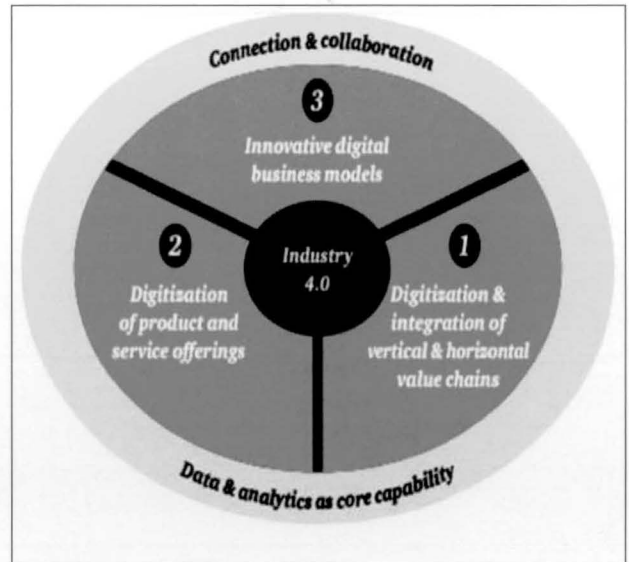 Connection & collaboration
3
Innovative digital
business models
2
Digitization
of product and
service offerings
Industry
4.0
1
Digitization &
integration of
vertical & horizontal
value chains
Data & analytics as core capability